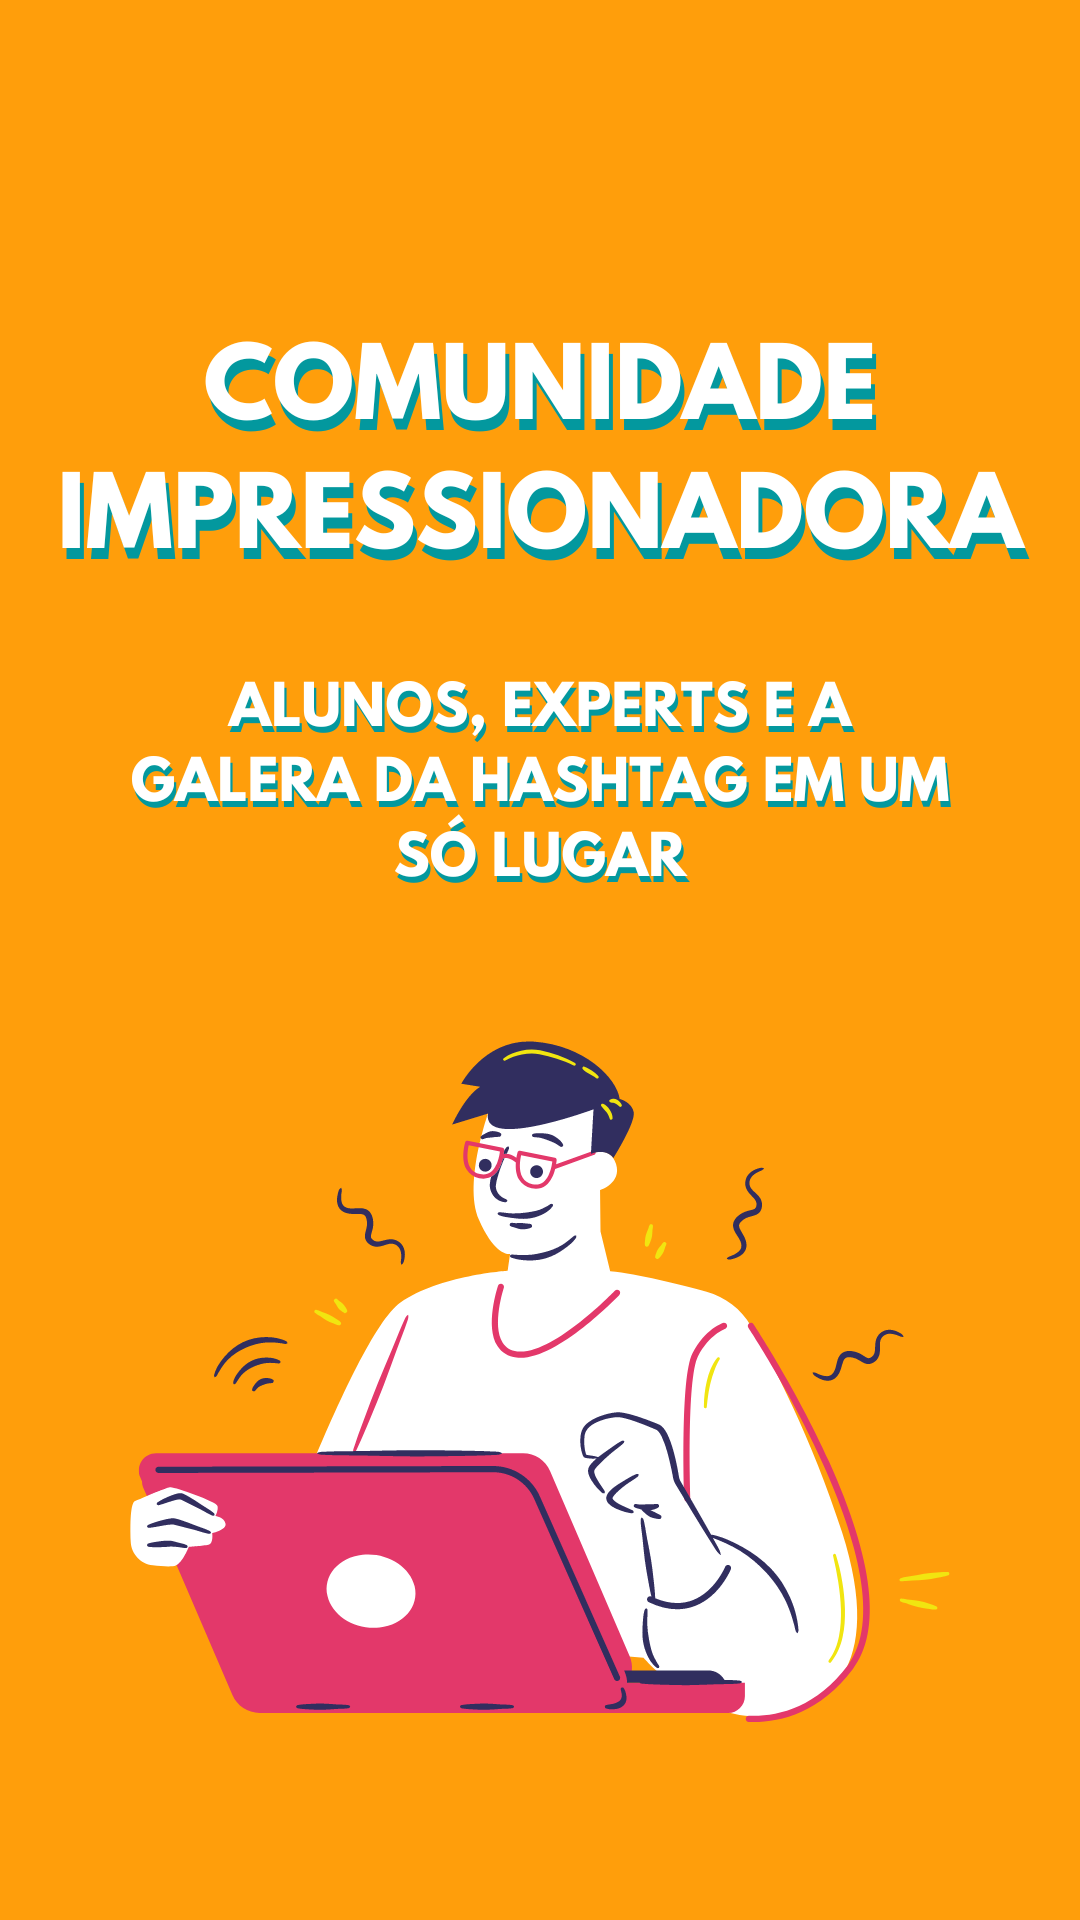 COMUNIDADE
IMPRESSIONADORA
ALUNOS, EXPERTS E A
GALERA DA HASHTAG EM UM
SÓ LUGAR